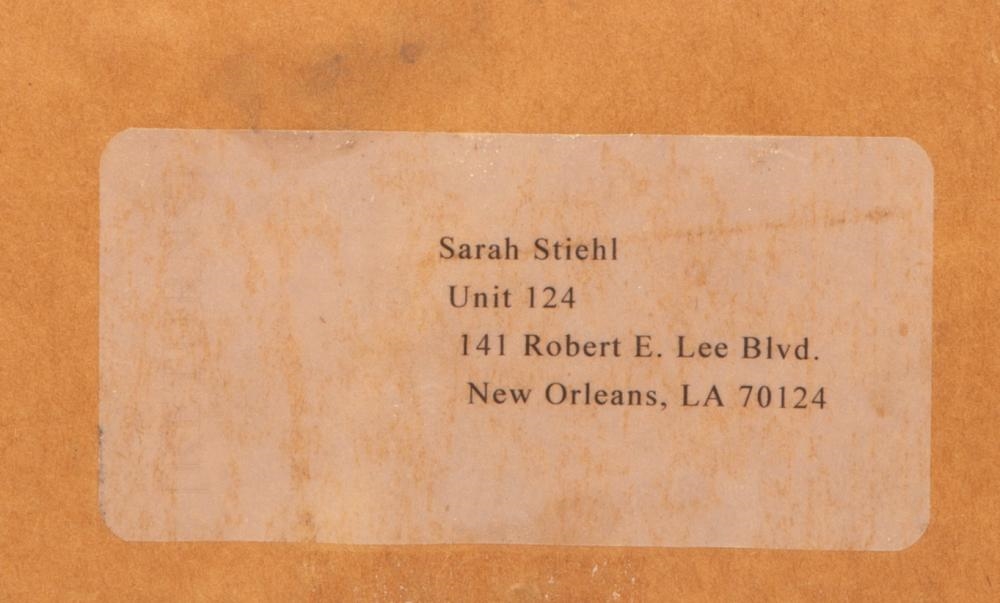 Sarah Stiehl
Unit 124
141 Robert E. Lee Blvd.
New Orleans, LA 70124